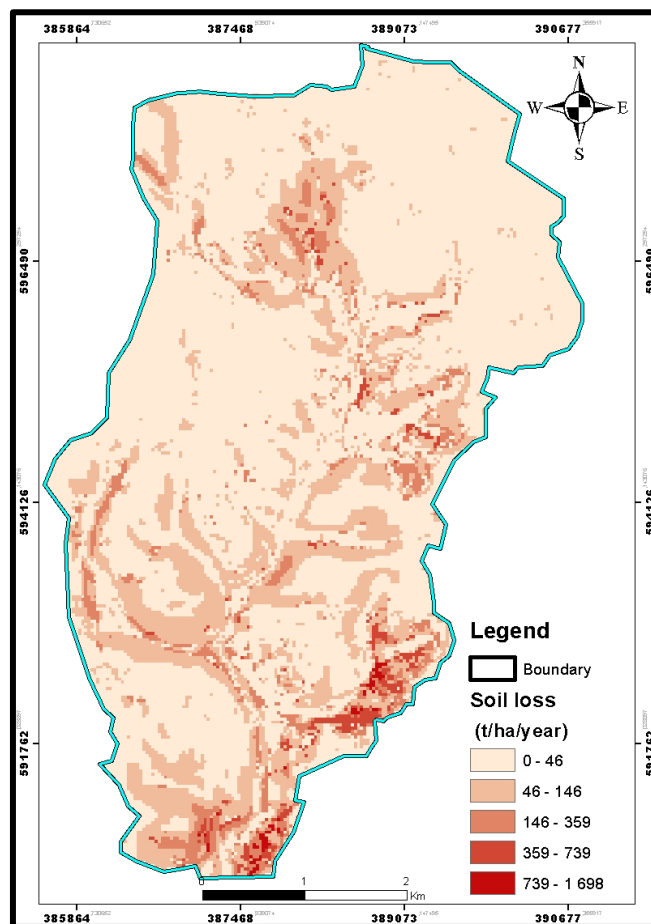 385864 387468 389073 390677
N
W E
S
596490 596490
594126 594126
591762 591762
Legend
Boundary
Soil loss
(t/ha/year)
0 - 46
46 - 146
146 - 359
359 - 739
739 - 1 698
0 1 2
Km
385864 387468 389073 390677